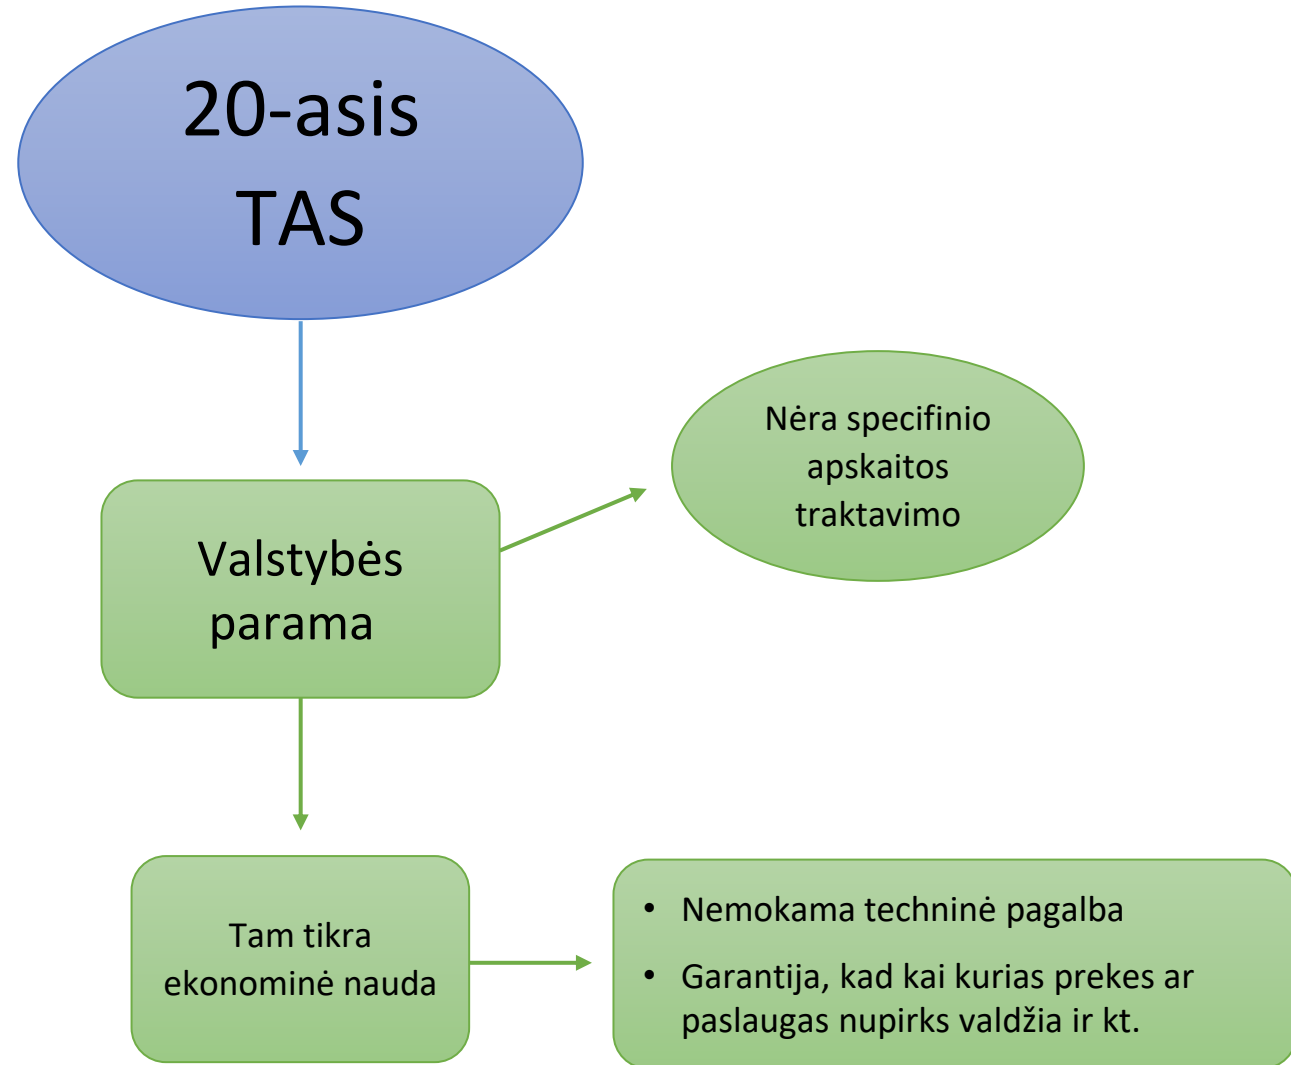 20-asis
TAS
Nėra specifinio
apskaitos
traktavimo
Valstybės
parama
Tam tikra
ekonominė nauda
• Nemokama techninė pagalba
• Garantija, kad kai kurias prekes ar
paslaugas nupirks valdžia ir kt.